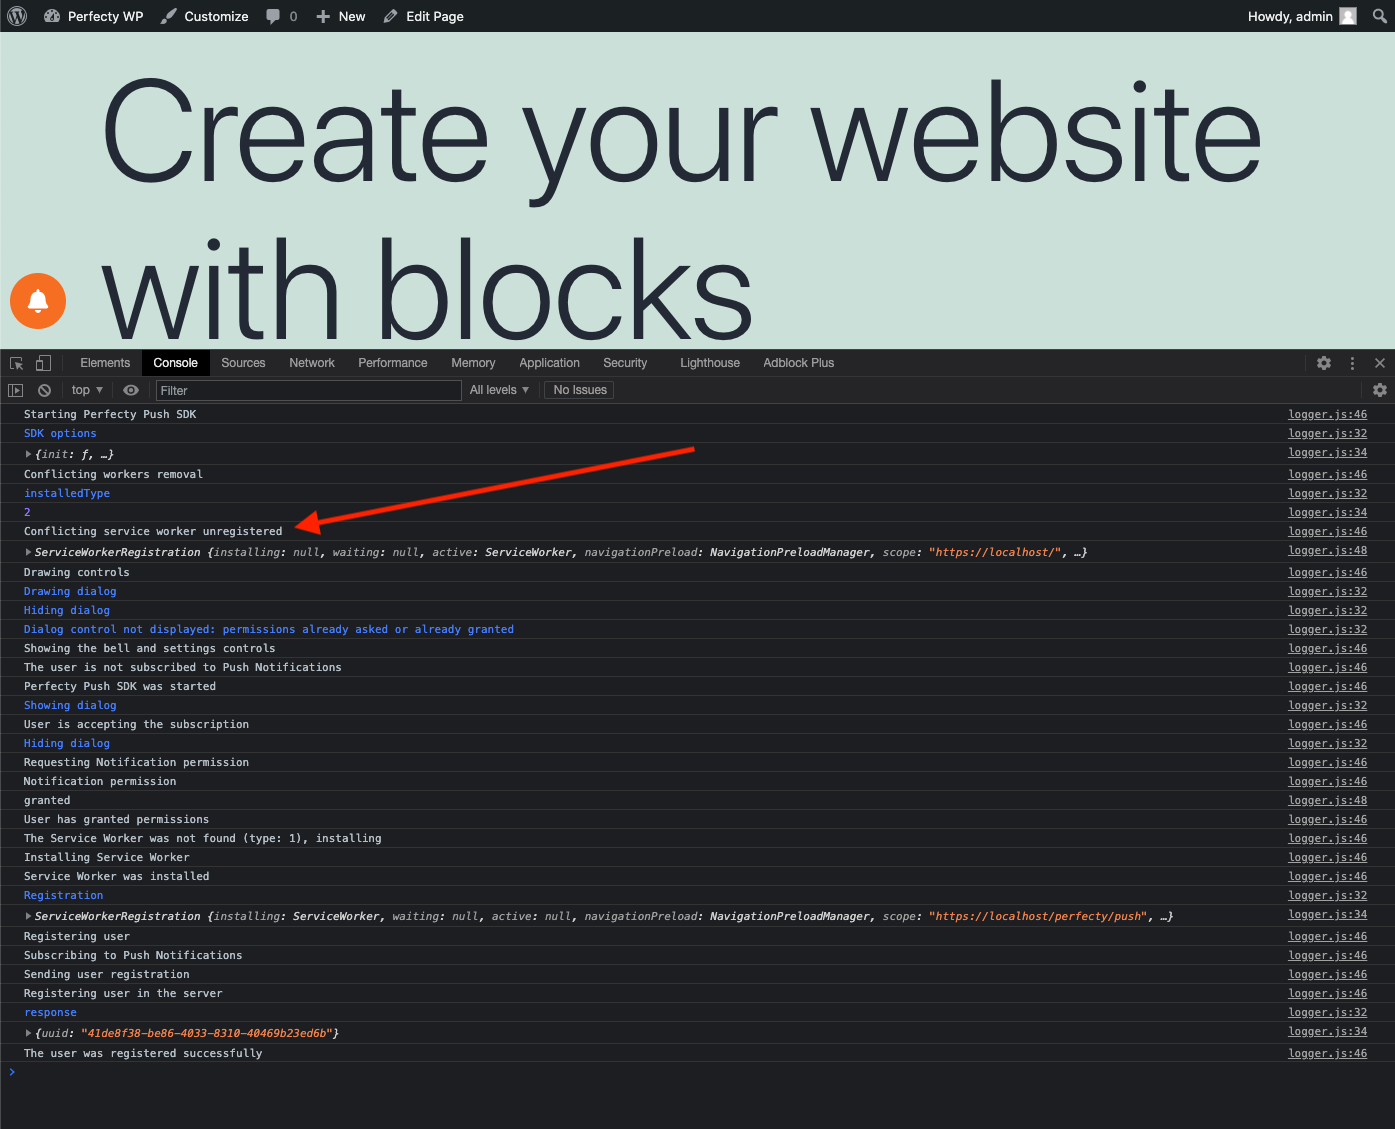 Perfecty WP Customize 0 New Edit Page Howdy, admin
Create your website
with blocks
Elements Console Sources Network Performance Memory Application Security Lighthouse Adblock Plus
top ▼ Filter All levels ▼ No Issues
Starting Perfecty Push SDK logger.js:46
SDK options logger.js:32
▶{init: ƒ, …} logger.js:34
Conflicting workers removal logger.js:46
installedType logger.js:32
2 logger.js:34
Conflicting service worker unregistered logger.js:46
▶ServiceWorkerRegistration {installing: null, waiting: null, active: ServiceWorker, navigationPreload: NavigationPreloadManager, scope: "https://localhost/", …} logger.js:48
Drawing controls logger.js:46
Drawing dialog logger.js:32
Hiding dialog logger.js:32
Dialog control not displayed: permissions already asked or already granted logger.js:32
Showing the bell and settings controls logger.js:46
The user is not subscribed to Push Notifications logger.js:46
Perfecty Push SDK was started logger.js:46
Showing dialog logger.js:32
User is accepting the subscription logger.js:46
Hiding dialog logger.js:32
Requesting Notification permission logger.js:46
Notification permission logger.js:46
granted logger.js:48
User has granted permissions logger.js:46
The Service Worker was not found (type: 1), installing logger.js:46
Installing Service Worker logger.js:46
Service Worker was installed logger.js:46
Registration logger.js:32
▶ServiceWorkerRegistration {installing: ServiceWorker, waiting: null, active: null, navigationPreload: NavigationPreloadManager, scope: "https://localhost/perfecty/push", …} logger.js:34
Registering user logger.js:46
Subscribing to Push Notifications logger.js:46
Sending user registration logger.js:46
Registering user in the server logger.js:46
response logger.js:32
▶{uuid: "41de8f38-be86-4033-8310-40469b23ed6b"} logger.js:34
The user was registered successfully logger.js:46